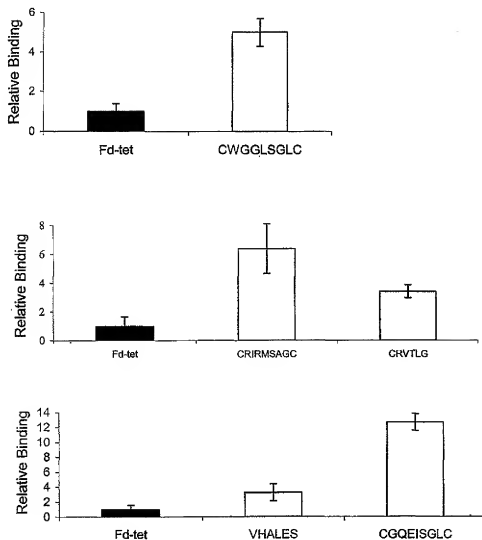 6
4
2
0
Relative Binding
Fd-tet CWGGLSGLC
8
6
4
2
0
Relative Binding
Fd-tet CRIRMSAGC CRVTLG
14
12
10
8
6
4
2
0
Relative Binding
Fd-tet VHALES CGQEISGLC